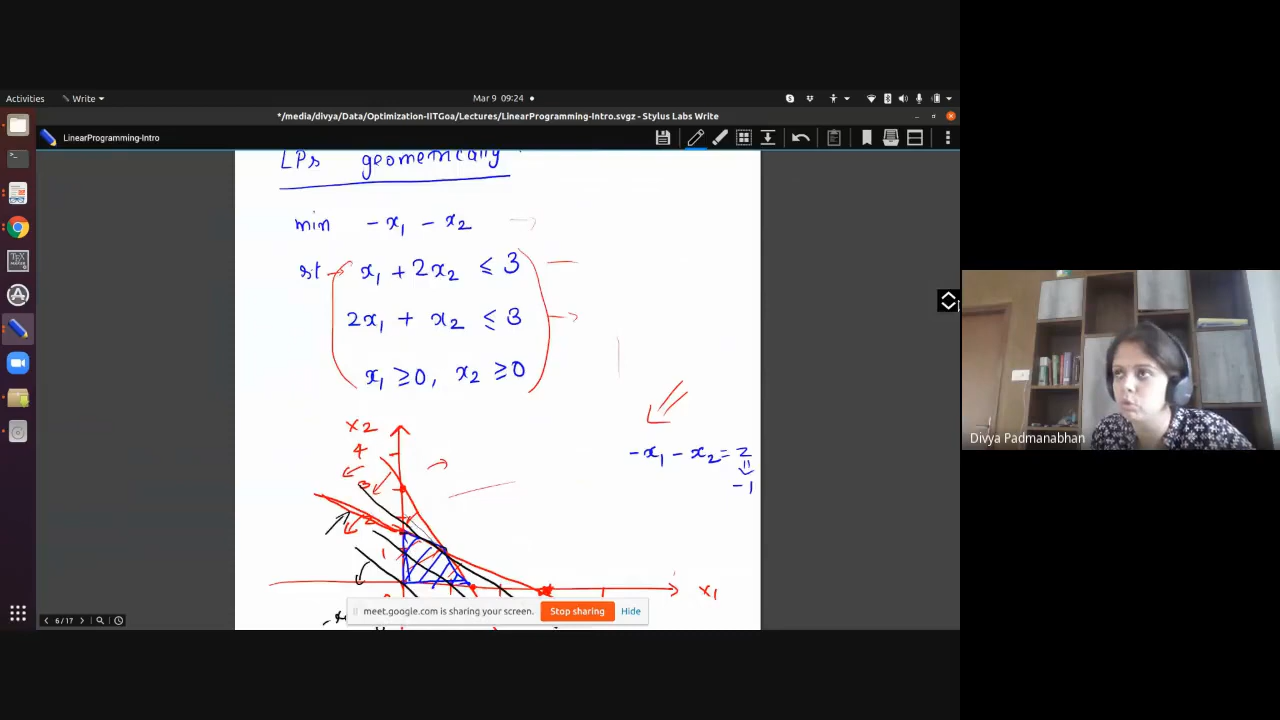 Activities
Write
Mar 9 09:24
*/media/divya/Data/Optimization-IITGoa/Lectures/LinearProgramming-Intro.svgz - Stylus Labs Write
LinearProgramming-Intro
LPs geometrically
min -x₁ - x₂
st x₁ + 2x₂ ≤ 3
2x₁ + x₂ ≤ 3
x₁ ≥ 0, x₂ ≥ 0
-x₁ - x₂ = z
=
-1
x2
4
3
2
1
x₁
meet.google.com is sharing your screen.
Stop sharing
Hide
6/17
Divya Padmanabhan